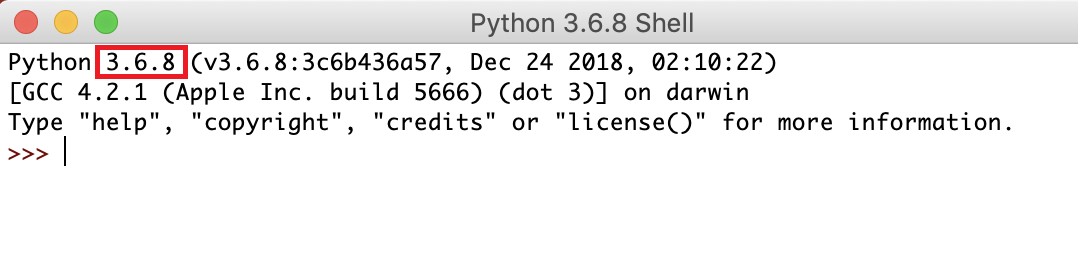 Python 3.6.8 Shell
Python 3.6.8 (v3.6.8:3c6b436a57, Dec 24 2018, 02:10:22)
[GCC 4.2.1 (Apple Inc. build 5666) (dot 3)] on darwin
Type "help", "copyright", "credits" or "license()" for more information.
>>>